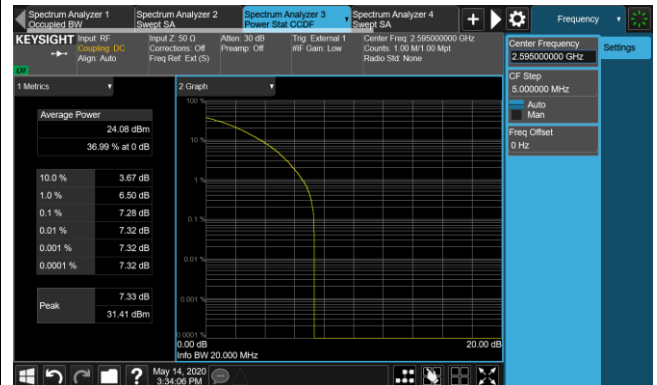 Spectrum Analyzer 1
Occupied BW
Spectrum Analyzer 2
Swept SA
Spectrum Analyzer 3
Power Stat CCDF
Spectrum Analyzer 4
Swept SA
Frequency
KEYSIGHT
Input: RF
Coupling: DC
Align: Auto
Input Z: 50 Ω
Corrections: Off
Freq Ref: Ext (S)
Atten: 30 dB
Preamp: Off
Trig: External 1
#IF Gain: Low
Center Freq: 2.595000000 GHz
Counts: 1.00 M/1.00 Mpt
Radio Std: None
LXI
Center Frequency
2.595000000 GHz
Settings
CF Step
5.000000 MHz
Auto
Man
Freq Offset
0 Hz
1 Metrics
Average Power
24.08 dBm
36.99 % at 0 dB
10.0 % 3.67 dB
1.0 % 6.50 dB
0.1 % 7.28 dB
0.01 % 7.32 dB
0.001 % 7.32 dB
0.0001 % 7.32 dB
Peak
7.33 dB
31.41 dBm
2 Graph
100 %
10 %
1 %
0.1 %
0.01 %
0.001 %
0.0001 %
0.00 dB
20.00 dB
Info BW 20.000 MHz
?
May 14, 2020
3:34:06 PM